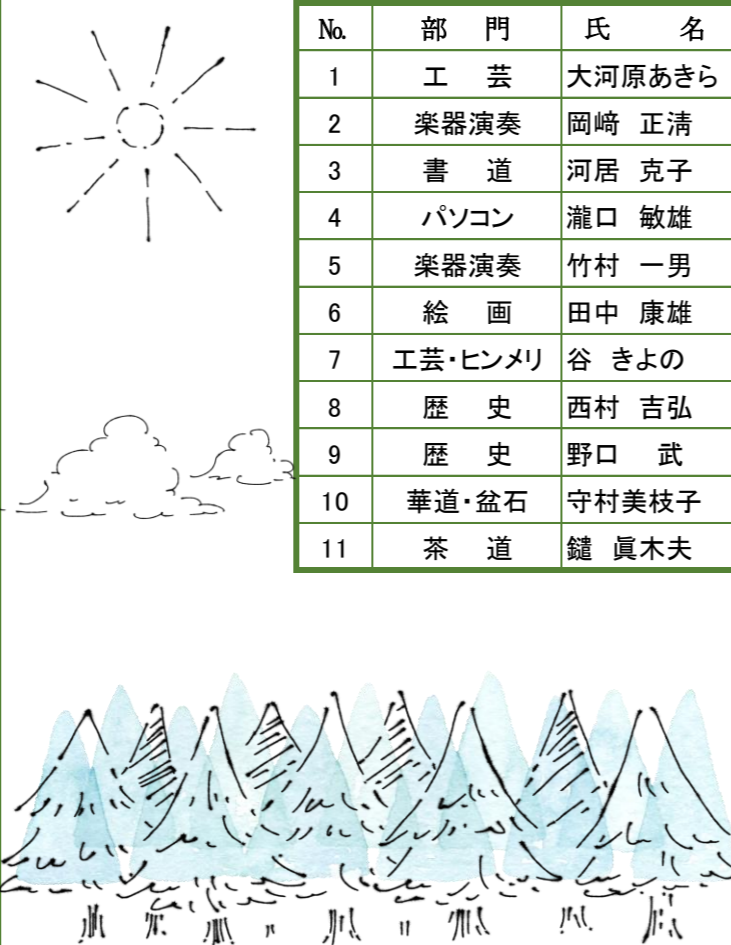 № 部　門 氏　　名
1 工　芸 大河原あきら
2 楽器演奏 岡﨑　正淸
3 書　道 河居　克子
4 パソコン 瀧口　敏雄
5 楽器演奏 竹村　一男
6 絵　画 田中　康雄
7 工芸・ヒンメリ 谷　きよの
8 歴　史 西村　吉弘
9 歴　史 野口　武
10 華道・盆石 守村美枝子
11 茶　道 鑓　眞木夫